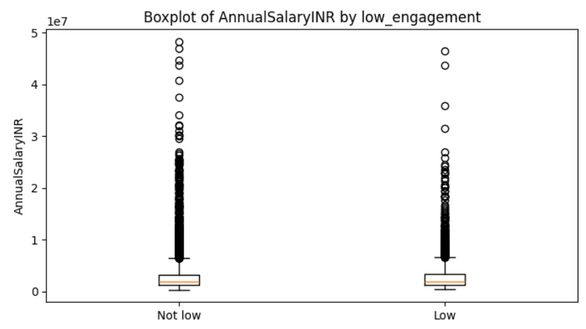 Boxplot of AnnualSalaryINR by low_engagement
1e7
5
4
3
2
1
0
AnnualSalaryINR
Not low
Low